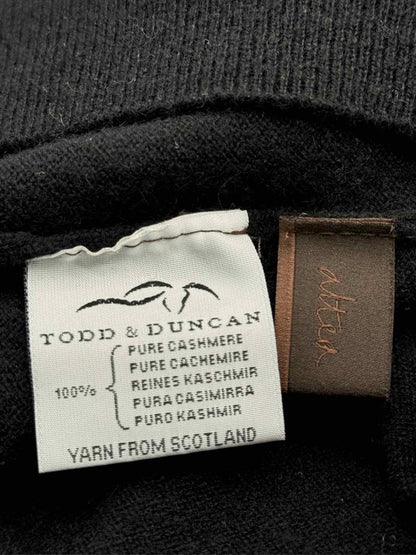 TODD & DUNCAN
100%
PURE CASHMERE
PURE CACHEMIRE
REINES KASCHMIR
PURA CASIMIRRA
PURO KASHMIR
YARN FROM SCOTLAND
altea